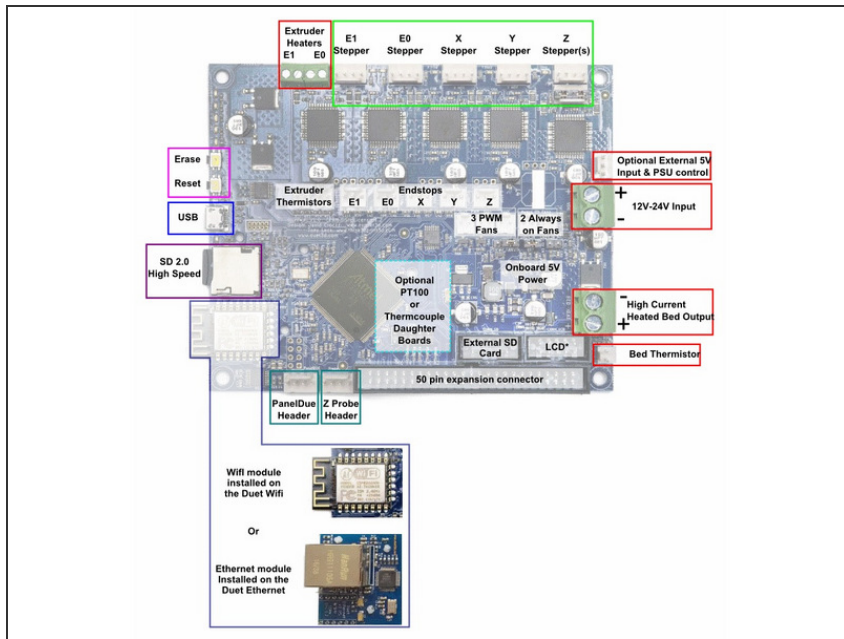 Extruder
Heaters
E1 E0
E1
Stepper
E0
Stepper
X
Stepper
Y
Stepper
Z
Stepper(s)
Erase
Reset
USB
SD 2.0
High Speed
Extruder
Thermistors
Endstops
E1 E0 X Y Z
3 PWM
Fans
2 Always
on Fans
Optional External 5V
Input & PSU control
+
12V-24V Input
-
Optional
PT100
or
Thermcouple
Daughter
Boards
Onboard 5V
Power
-
High Current
Heated Bed Output
+
External SD
Card
LCD*
Bed Thermistor
50 pin expansion connector
PanelDue
Header
Z Probe
Header
Wifi module
installed on
the Duet Wifi
WiFi
Or
Ethernet module
Installed on the
Duet Ethernet